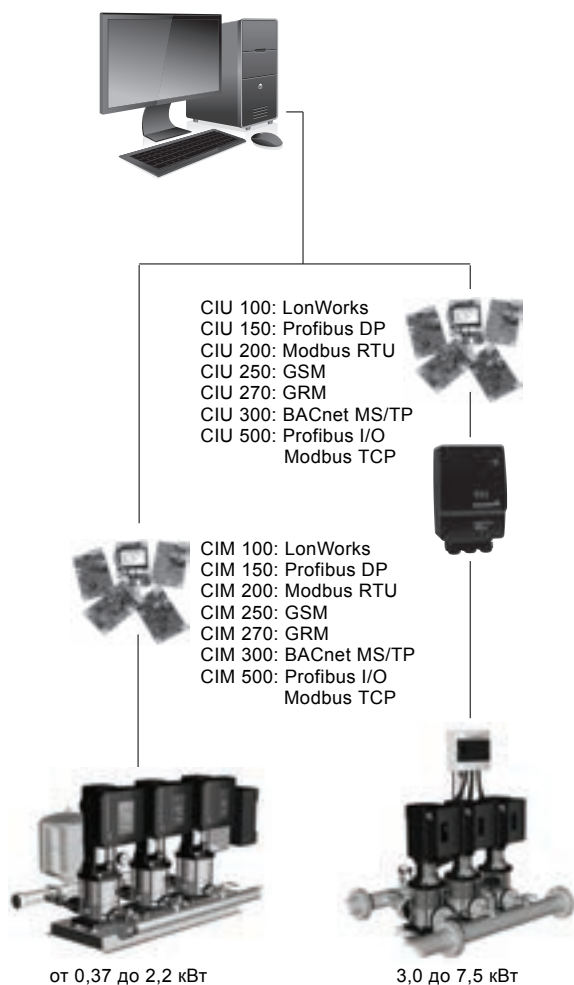 CIU 100: LonWorks
CIU 150: Profibus DP
CIU 200: Modbus RTU
CIU 250: GSM
CIU 270: GRM
CIU 300: BACnet MS/TP
CIU 500: Profibus I/O
Modbus TCP
CIM 100: LonWorks
CIM 150: Profibus DP
CIM 200: Modbus RTU
CIM 250: GSM
CIM 270: GRM
CIM 300: BACnet MS/TP
CIM 500: Profibus I/O
Modbus TCP
от 0,37 до 2,2 кВт
3,0 до 7,5 кВт